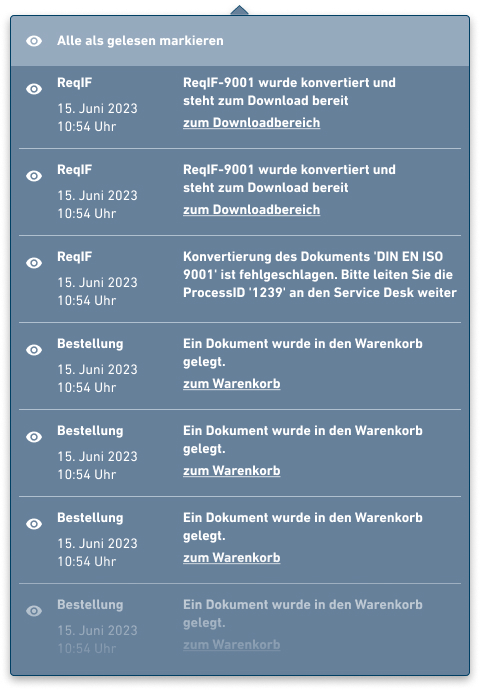 Alle als gelesen markieren
ReqIF
15. Juni 2023
10:54 Uhr
ReqIF-9001 wurde konvertiert und
steht zum Download bereit
zum Downloadbereich
ReqIF
15. Juni 2023
10:54 Uhr
ReqIF-9001 wurde konvertiert und
steht zum Download bereit
zum Downloadbereich
ReqIF
15. Juni 2023
10:54 Uhr
Konvertierung des Dokuments 'DIN EN ISO
9001' ist fehlgeschlagen. Bitte leiten Sie die
ProcessID '1239' an den Service Desk weiter
Bestellung
15. Juni 2023
10:54 Uhr
Ein Dokument wurde in den Warenkorb
gelegt.
zum Warenkorb
Bestellung
15. Juni 2023
10:54 Uhr
Ein Dokument wurde in den Warenkorb
gelegt.
zum Warenkorb
Bestellung
15. Juni 2023
10:54 Uhr
Ein Dokument wurde in den Warenkorb
gelegt.
zum Warenkorb
Bestellung
15. Juni 2023
10:54 Uhr
Ein Dokument wurde in den Warenkorb
gelegt.
zum Warenkorb